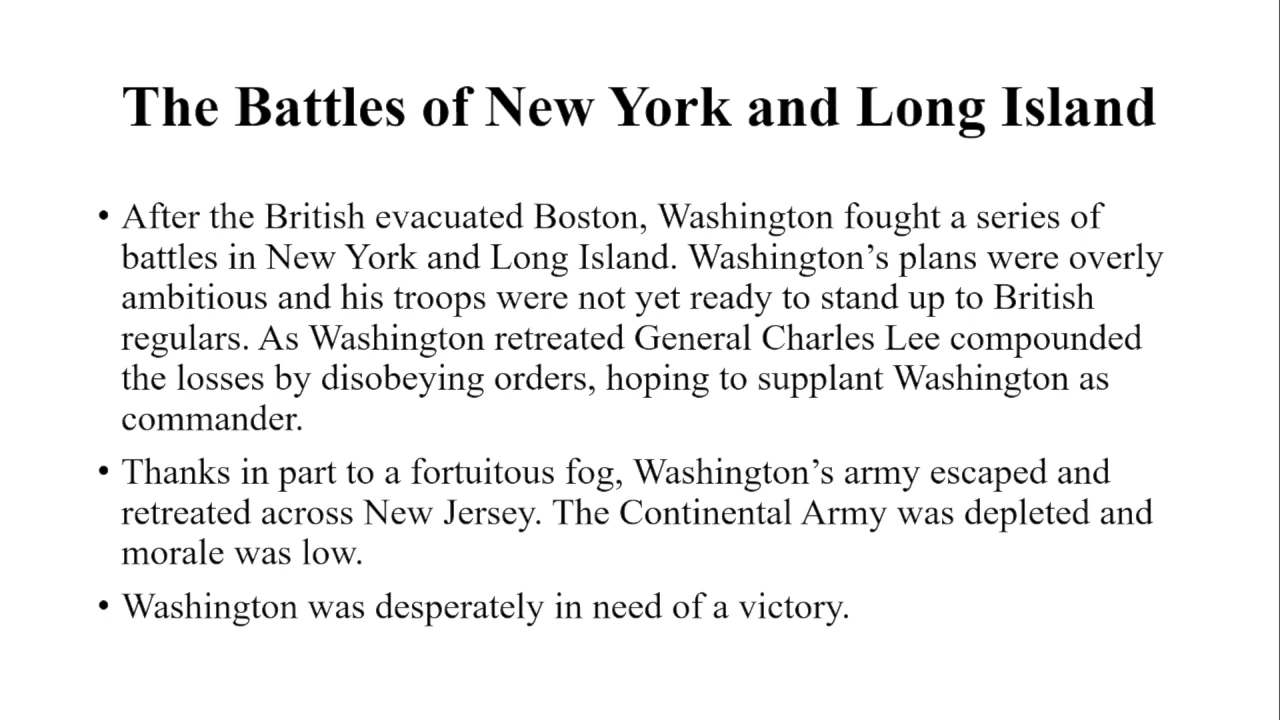 The Battles of New York and Long Island
• After the British evacuated Boston, Washington fought a series of
battles in New York and Long Island. Washington’s plans were overly
ambitious and his troops were not yet ready to stand up to British
regulars. As Washington retreated General Charles Lee compounded
the losses by disobeying orders, hoping to supplant Washington as
commander.
• Thanks in part to a fortuitous fog, Washington’s army escaped and
retreated across New Jersey. The Continental Army was depleted and
morale was low.
• Washington was desperately in need of a victory.